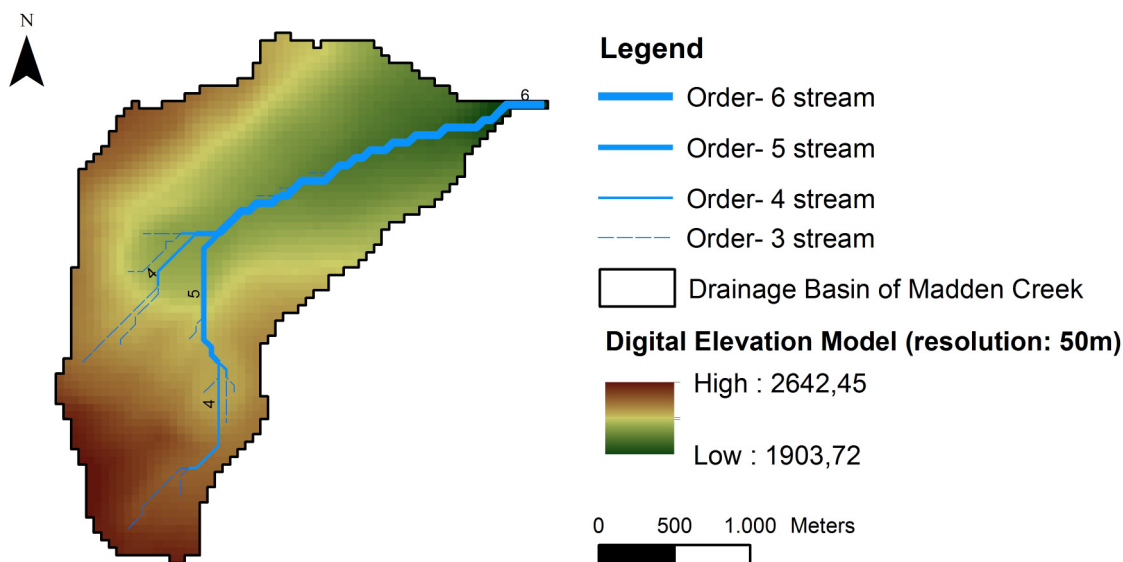 N
6
4
5
4
Legend
Order- 6 stream
Order- 5 stream
Order- 4 stream
Order- 3 stream
Drainage Basin of Madden Creek
Digital Elevation Model (resolution: 50m)
High : 2642,45
Low : 1903,72
0 500 1.000 Meters